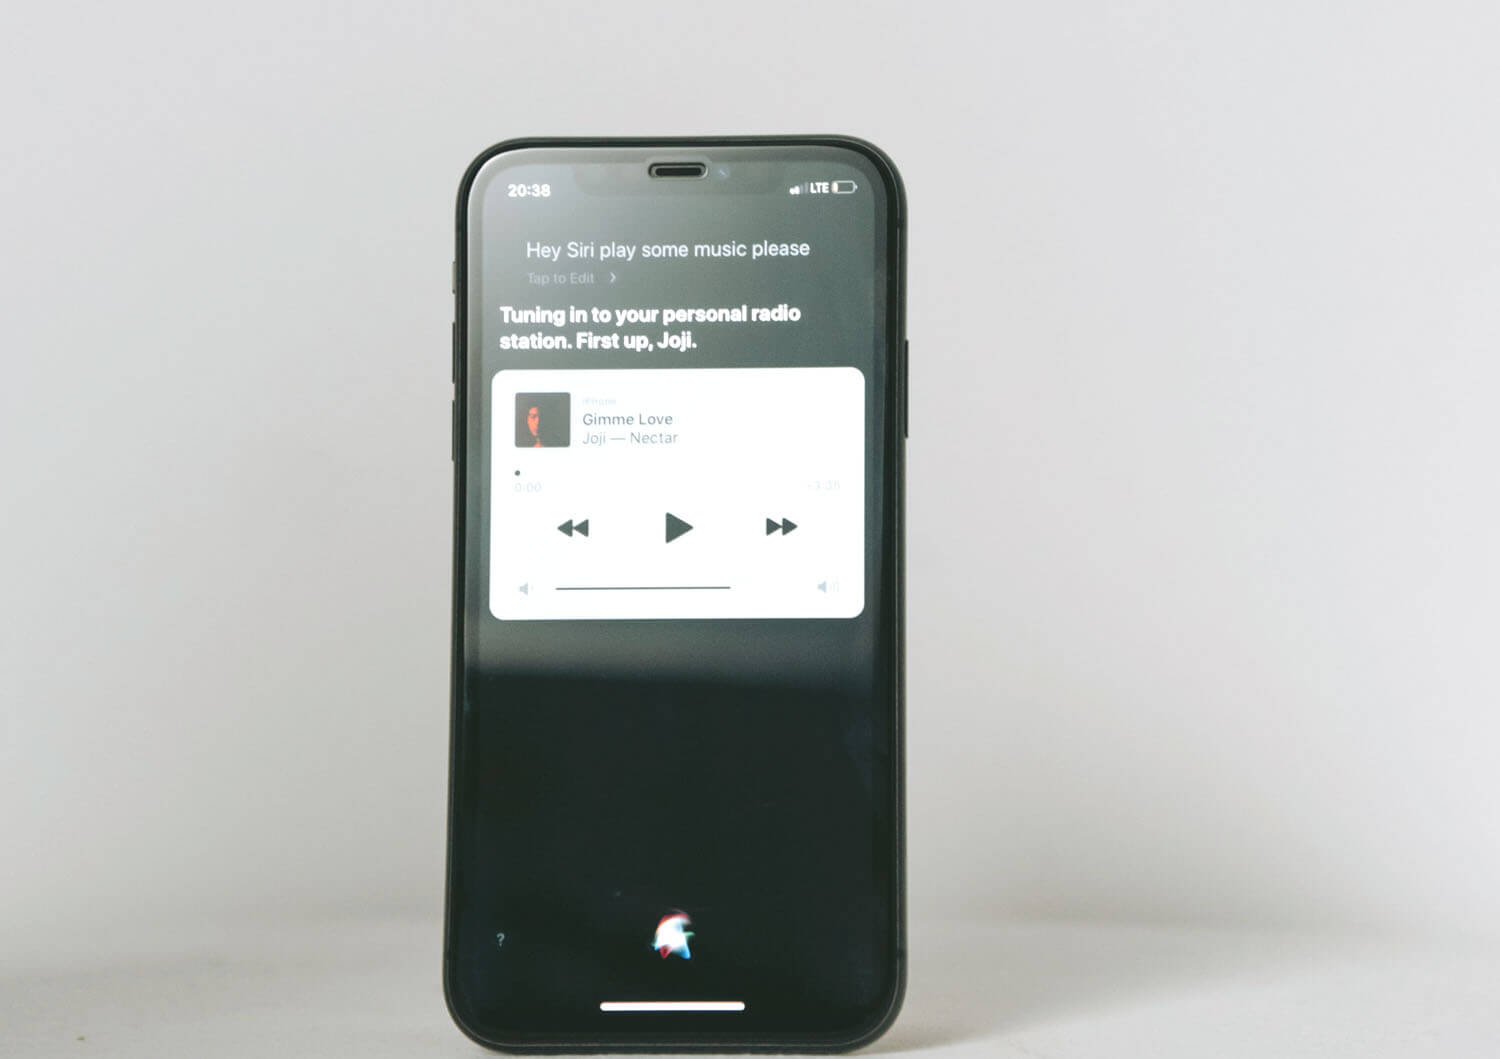 20:38
LTE
Hey Siri play some music please
Tap to Edit
Tuning in to your personal radio
station. First up, Joji.
iPhone
Gimme Love
Joji — Nectar
0:00
?